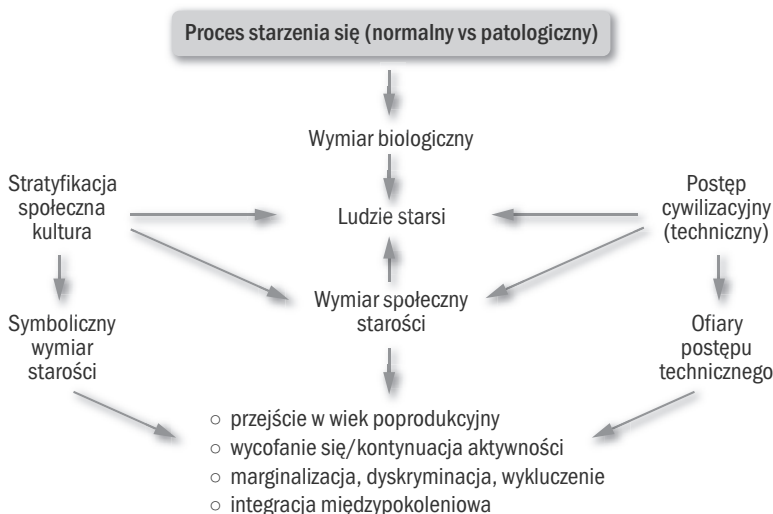 Proces starzenia się (normalny vs patologiczny)
Wymiar biologiczny
Stratyfikacja
społeczna
kultura
Ludzie starsi
Postęp
cywilizacyjny
(techniczny)
Wymiar społeczny
starości
Symboliczny
wymiar
starości
Ofiary
postępu
technicznego
○ przejście w wiek poprodukcyjny
○ wycofanie się/kontynuacja aktywności
○ marginalizacja, dyskryminacja, wykluczenie
○ integracja międzypokoleniowa